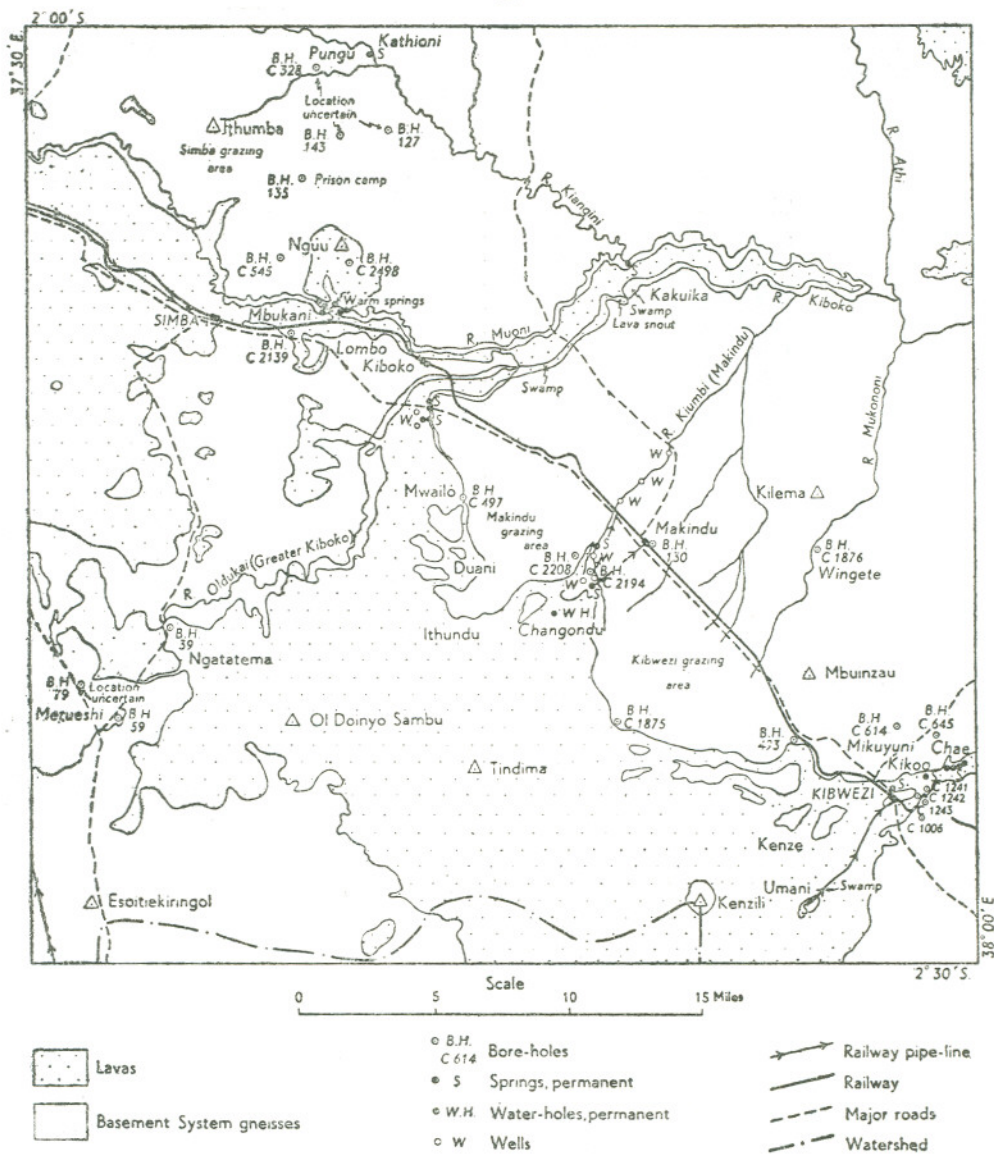 2°00'S
37°30'E.
Kathioni
S
Pungu
B.H.
C 328
Location
uncertain
Ithumba
B.H.
143
B.H.
127
Simba grazing
area
B.H.
135
Prison camp
R. Kiangini
R. Athi
Nguu
B.H.
C 545
B.H.
C 2498
Warm springs
S
Mbukani
SIMBA
B.H.
C 2139
Lombo
Kiboko
R. Muoni
Kakuika
Swamp
Lava snout
R. Kiboko
Swamp
W
S
R. Kiumbi (Makindu)
R. Mukononi
W
W
W
Mwailo
B.H.
C 497
Makindu
grazing
area
Kilema
Duani
S
Makindu
B.H.
130
B.H.
C 2208
W
B.H.
C 2194
W
S
B.H.
C 1876
Wingete
R. Oldukai (Greater Kiboko)
Ithundu
W H.
Changondu
B.H.
39
Ngatatema
Kibwezi grazing
area
Mbuinzau
B.H.
79
Location
uncertain
Metueshi
B.H.
59
Ol Doinyo Sambu
B.H.
C 1875
B.H.
C 614
B.H.
C 645
B.H.
493
Mikuyuni
Chae
Kikoo
Tindima
KIBWEZI
S
C 1241
C 1242
1243
C 1006
Kenze
Umani
Swamp
Esoitiekiringol
Kenzili
38°00'E
2°30'S.
Scale
0 5 10 15 Miles
Lavas
Basement System gneisses
B.H.
C 614
Bore-holes
S Springs, permanent
W.H. Water-holes, permanent
W Wells
Railway pipe-line
Railway
Major roads
Watershed